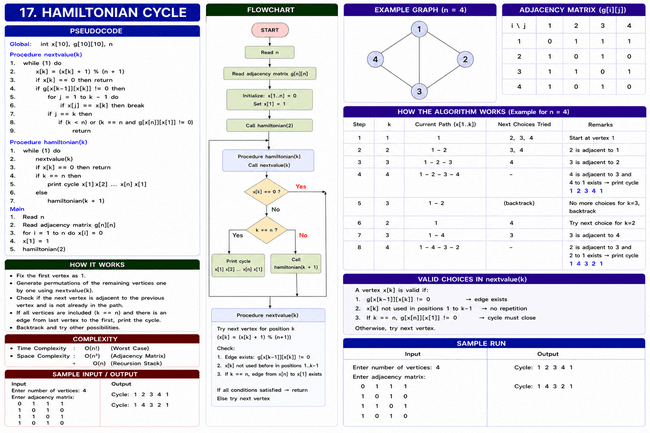 17. HAMILTONIAN CYCLE
PSEUDOCODE
Global: int x[10], g[10][10], n
Procedure nextvalue(k)
1. while (1) do
2. x[k] = (x[k] + 1) % (n + 1)
3. if x[k] == 0 then return
4. if g[x[k-1]][x[k]] != 0 then
5. for j = 1 to k - 1 do
6. if x[j] == x[k] then break
7. if j == k then
8. if (k < n) or (k == n and g[x[n]][x[1]] != 0)
9. return
Procedure hamiltonian(k)
1. while (1) do
2. nextvalue(k)
3. if x[k] == 0 then return
4. if k == n then
5. print cycle x[1] x[2] ... x[n] x[1]
6. else
7. hamiltonian(k + 1)
Main
1. Read n
2. Read adjacency matrix g[n][n]
3. for i = 1 to n do x[i] = 0
4. x[1] = 1
5. hamiltonian(2)
HOW IT WORKS
• Fix the first vertex as 1.
• Generate permutations of the remaining vertices one by one using nextvalue(k).
• Check if the next vertex is adjacent to the previous vertex and is not already in the path.
• If all vertices are included (k == n) and there is an edge from last vertex to the first, print the cycle.
• Backtrack and try other possibilities.
COMPLEXITY
• Time Complexity : O(n!) (Worst Case)
• Space Complexity : O(n²) (Adjacency Matrix)
+ O(n) (Recursion Stack)
SAMPLE INPUT / OUTPUT
Input
Enter number of vertices: 4
Enter adjacency matrix:
0 1 1 1
1 0 1 0
1 1 0 1
1 0 1 0
Output
Cycle: 1 2 3 4 1
Cycle: 1 4 3 2 1
FLOWCHART
START
Read n
Read adjacency matrix g[n][n]
Initialize: x[1..n] = 0
Set x[1] = 1
Call hamiltonian(2)
Procedure hamiltonian(k)
Call nextvalue(k)
x[k] == 0 ?
Yes
No
k == n ?
Yes
No
Print cycle
x[1] x[2] ... x[n] x[1]
Call
hamiltonian(k + 1)
Procedure nextvalue(k)
Try next vertex for position k
(x[k] = (x[k] + 1) % (n+1))
Check:
1. Edge exists: g[x[k-1]][x[k]] != 0
2. x[k] not used before in positions 1..k-1
3. If k == n, edge from x[n] to x[1] exists
If all conditions satisfied → return
Else try next vertex
EXAMPLE GRAPH (n = 4)
1
4
2
3
ADJACENCY MATRIX (g[i][j])
i \ j 1 2 3 4
1 0 1 1 1
2 1 0 1 0
3 1 1 0 1
4 1 0 1 0
HOW THE ALGORITHM WORKS (Example for n = 4)
Step k Current Path (x[1..k]) Next Choices Tried Remarks
1 1 1 2, 3, 4 Start at vertex 1
2 2 1 – 2 3, 4 2 is adjacent to 1
3 3 1 – 2 – 3 4 3 is adjacent to 2
4 4 1 – 2 – 3 – 4 – 4 is adjacent to 3 and
4 to 1 exists → print cycle
1 2 3 4 1
5 3 1 – 2 (backtrack) No more choices for k=3,
backtrack
6 2 1 4 Try next choice for k=2
7 3 1 – 4 3 3 is adjacent to 4
8 4 1 – 4 – 3 – 2 – 2 is adjacent to 3 and
2 to 1 exists → print cycle
1 4 3 2 1
VALID CHOICES IN nextvalue(k)
A vertex x[k] is valid if:
1. g[x[k-1]][x[k]] != 0 → edge exists
2. x[k] not used in positions 1 to k-1 → no repetition
3. If k == n, g[x[n]][x[1]] != 0 → cycle must close
Otherwise, try next vertex.
SAMPLE RUN
Input
Enter number of vertices: 4
Enter adjacency matrix:
0 1 1 1
1 0 1 0
1 1 0 1
1 0 1 0
Output
Cycle: 1 2 3 4 1
Cycle: 1 4 3 2 1